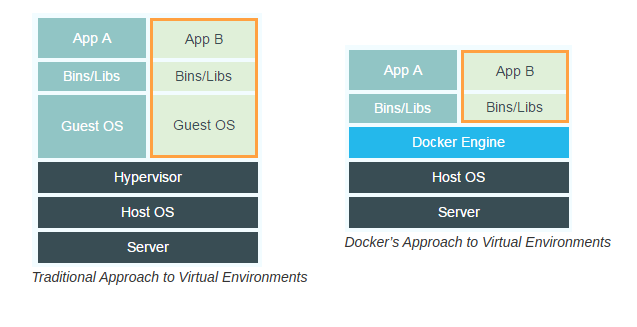 App A
App B
Bins/Libs
Bins/Libs
Guest OS
Guest OS
Hypervisor
Host OS
Server
Traditional Approach to Virtual Environments
App A
App B
Bins/Libs
Bins/Libs
Docker Engine
Host OS
Server
Docker's Approach to Virtual Environments